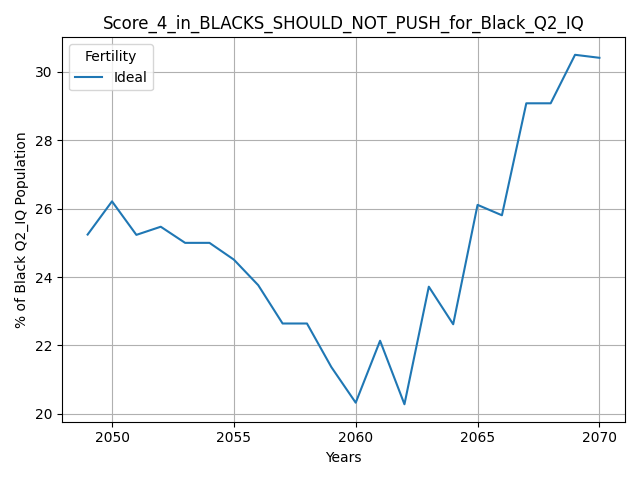 Score_4_in_BLACKS_SHOULD_NOT_PUSH_for_Black_Q2_IQ
Fertility
Ideal
% of Black Q2_IQ Population
30
28
26
24
22
20
2050
2055
2060
2065
2070
Years